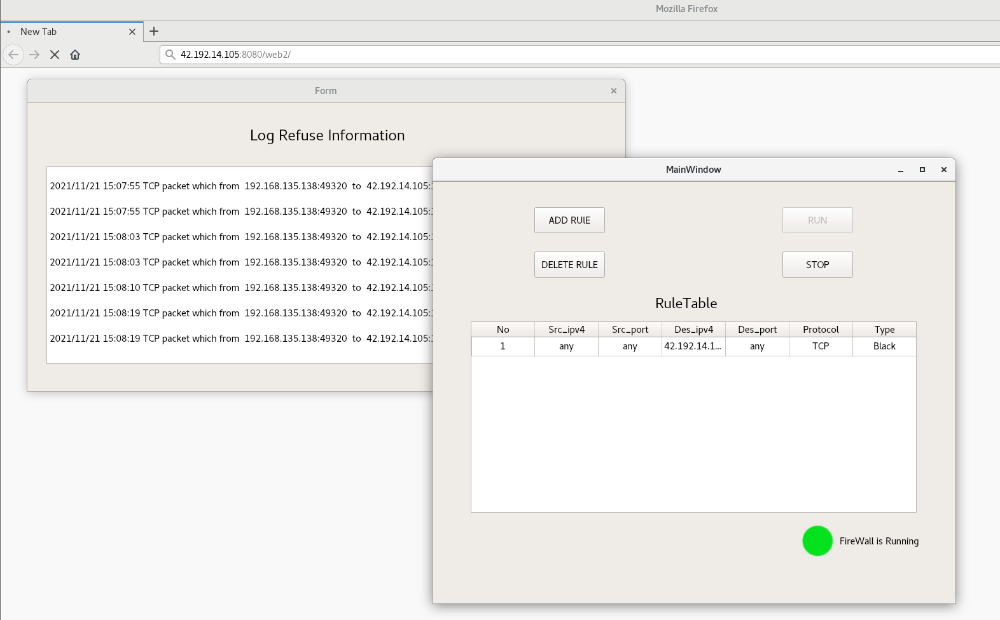 Mozilla Firefox
New Tab
42.192.14.105:8080/web2/
Form
Log Refuse Information
2021/11/21 15:07:55 TCP packet which from 192.168.135.138:49320 to 42.192.14.105:
2021/11/21 15:07:55 TCP packet which from 192.168.135.138:49320 to 42.192.14.105:
2021/11/21 15:08:03 TCP packet which from 192.168.135.138:49320 to 42.192.14.105:
2021/11/21 15:08:03 TCP packet which from 192.168.135.138:49320 to 42.192.14.105:
2021/11/21 15:08:10 TCP packet which from 192.168.135.138:49320 to 42.192.14.105:
2021/11/21 15:08:19 TCP packet which from 192.168.135.138:49320 to 42.192.14.105:
2021/11/21 15:08:19 TCP packet which from 192.168.135.138:49320 to 42.192.14.105:
MainWindow
ADD RUlE RUN
DELETE RULE STOP
RuleTable
No Src_ipv4 Src_port Des_ipv4 Des_port Protocol Type
1 any any 42.192.14.1... any TCP Black
FireWall is Running